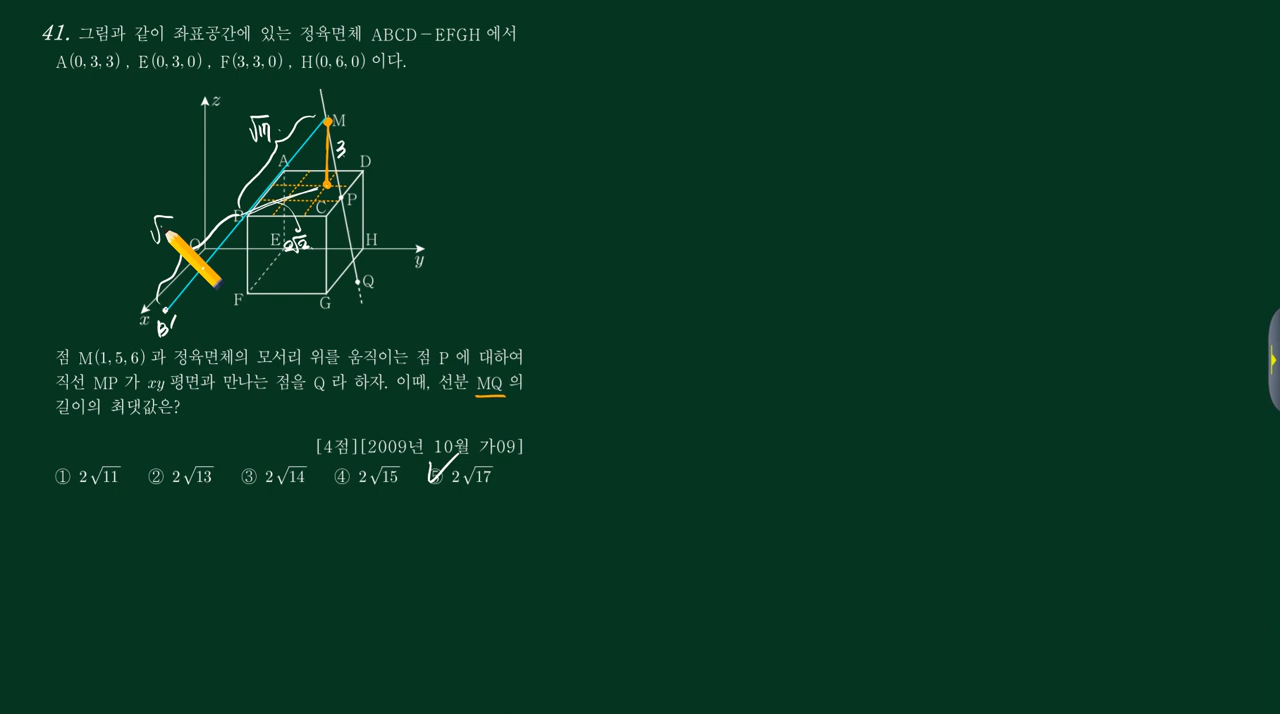 41. 그림과 같이 좌표공간에 있는 정육면체 ABCD-EFGH 에서
A(0, 3, 3), E(0, 3, 0), F(3, 3, 0), H(0, 6, 0) 이다.
z
√17
M
3
A
D
P
C
B
O
E
2√2
H
y
Q
F
G
x
B'
점 M(1, 5, 6) 과 정육면체의 모서리 위를 움직이는 점 P 에 대하여
직선 MP 가 xy 평면과 만나는 점을 Q 라 하자. 이때, 선분 MQ 의
길이의 최댓값은?
[4점][2009년 10월 가09]
① 2√11 ② 2√13 ③ 2√14 ④ 2√15 ⑤ 2√17